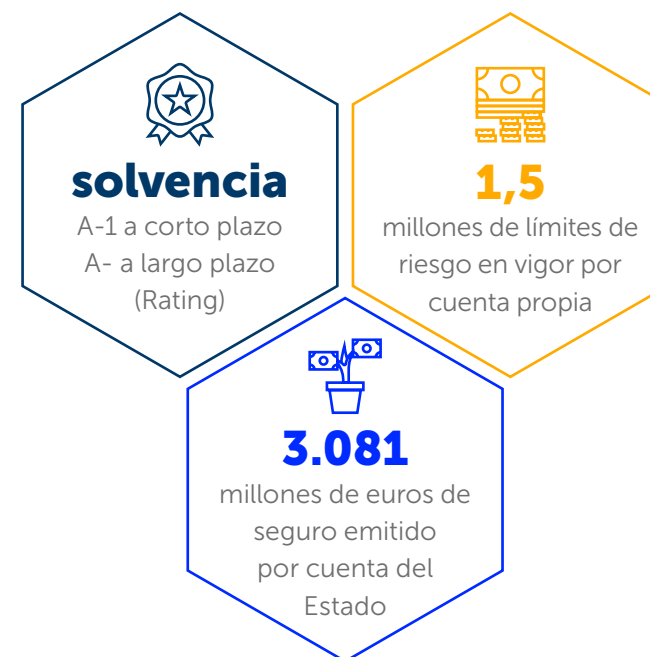 solvencia
A-1 a corto plazo
A- a largo plazo
(Rating)
1,5
millones de límites de
riesgo en vigor por
cuenta propia
3.081
millones de euros de
seguro emitido
por cuenta del
Estado